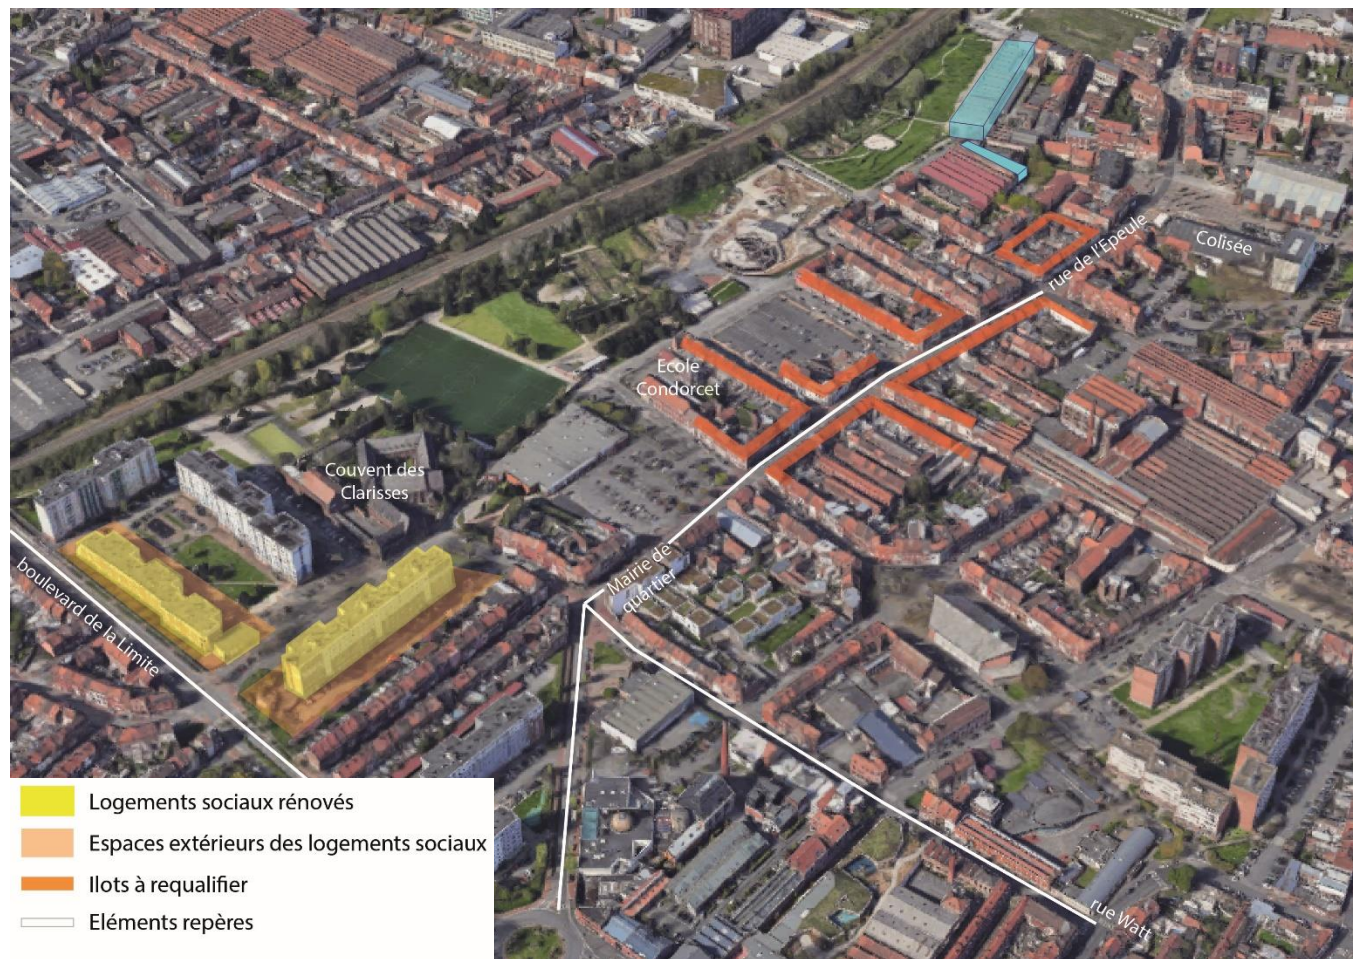 Colisée
rue de l'Epeule
Ecole
Condorcet
Couvent des
Clarisses
Mairie de
quartier
boulevard de la Limite
rue Watt
Logements sociaux rénovés
Espaces extérieurs des logements sociaux
Ilots à requalifier
Eléments repères